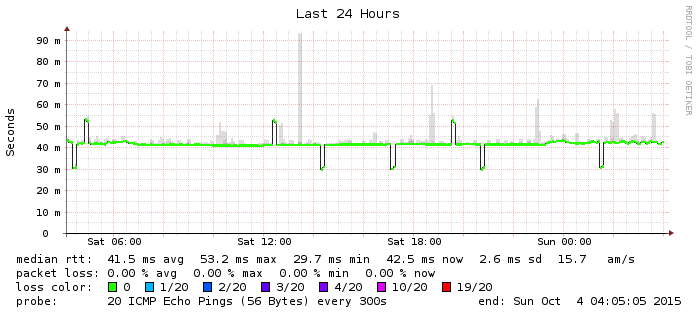 Last 24 Hours
RRDTOOL / TOBI OETIKER
Seconds
90 m
80 m
70 m
60 m
50 m
40 m
30 m
20 m
10 m
0
Sat 06:00 Sat 12:00 Sat 18:00 Sun 00:00
median rtt: 41.5 ms avg 53.2 ms max 29.7 ms min 42.5 ms now 2.6 ms sd 15.7 am/s
packet loss: 0.00 % avg 0.00 % max 0.00 % min 0.00 % now
loss color: 0 1/20 2/20 3/20 4/20 10/20 19/20
probe: 20 ICMP Echo Pings (56 Bytes) every 300s end: Sun Oct 4 04:05:05 2015